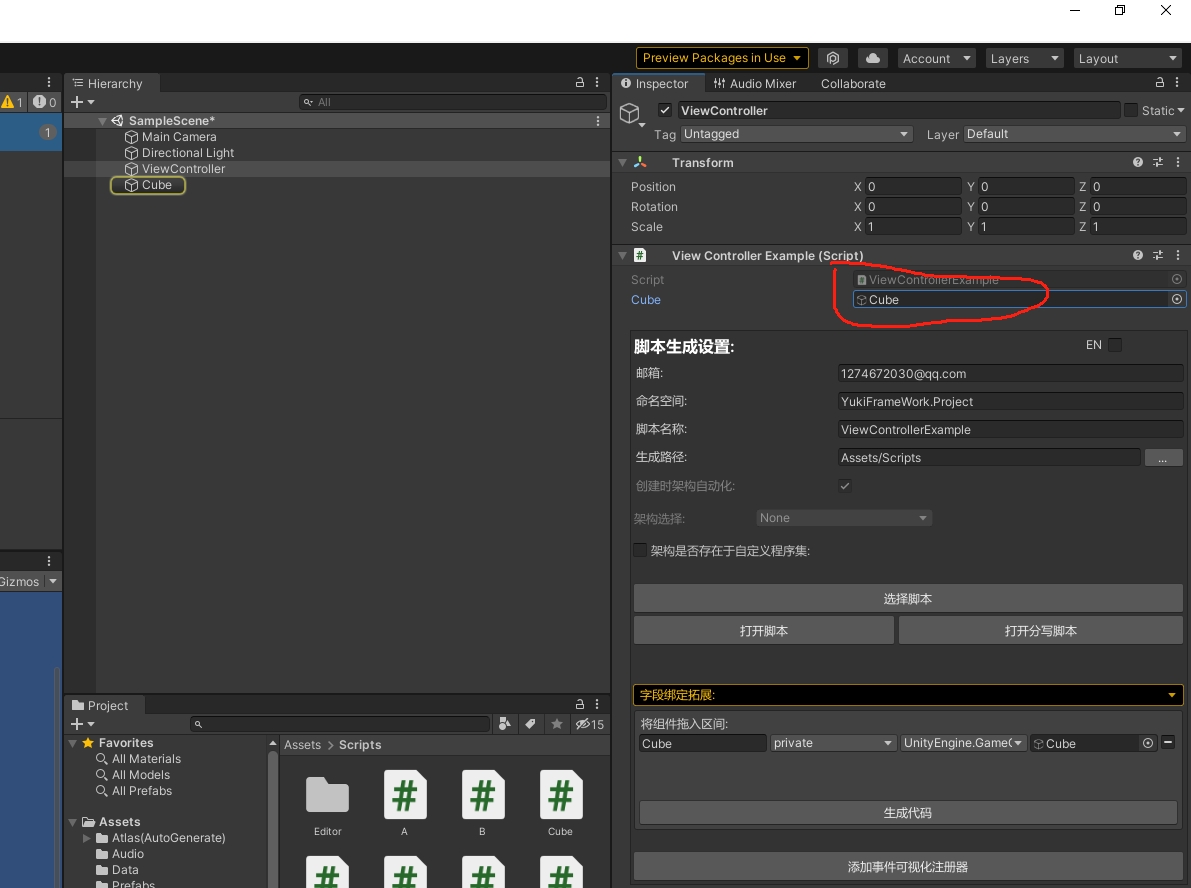 Preview Packages in Use
Account
Layers
Layout
Hierarchy
Inspector
Audio Mixer
Collaborate
1
0
All
ViewController
Static
1
SampleScene*
Main Camera
Directional Light
ViewController
Cube
Tag
Untagged
Layer
Default
Transform
Position
X 0 Y 0 Z 0
Rotation
X 0 Y 0 Z 0
Scale
X 1 Y 1 Z 1
View Controller Example (Script)
Script
ViewControllerExample
Cube
Cube
脚本生成设置:
EN
邮箱:
1274672030@qq.com
命名空间:
YukiFrameWork.Project
脚本名称:
ViewControllerExample
生成路径:
Assets/Scripts
...
创建时架构自动化:
架构选择:
None
架构是否存在于自定义程序集:
选择脚本
打开脚本
打开分写脚本
Gizmos
字段绑定拓展:
将组件拖入区间:
Cube
private
UnityEngine.Game
Cube
生成代码
添加事件可视化注册器
Project
15
Favorites
All Materials
All Models
All Prefabs
Assets
Atlas(AutoGenerate)
Audio
Data
Prefabs
Assets > Scripts
Editor
A
B
Cube